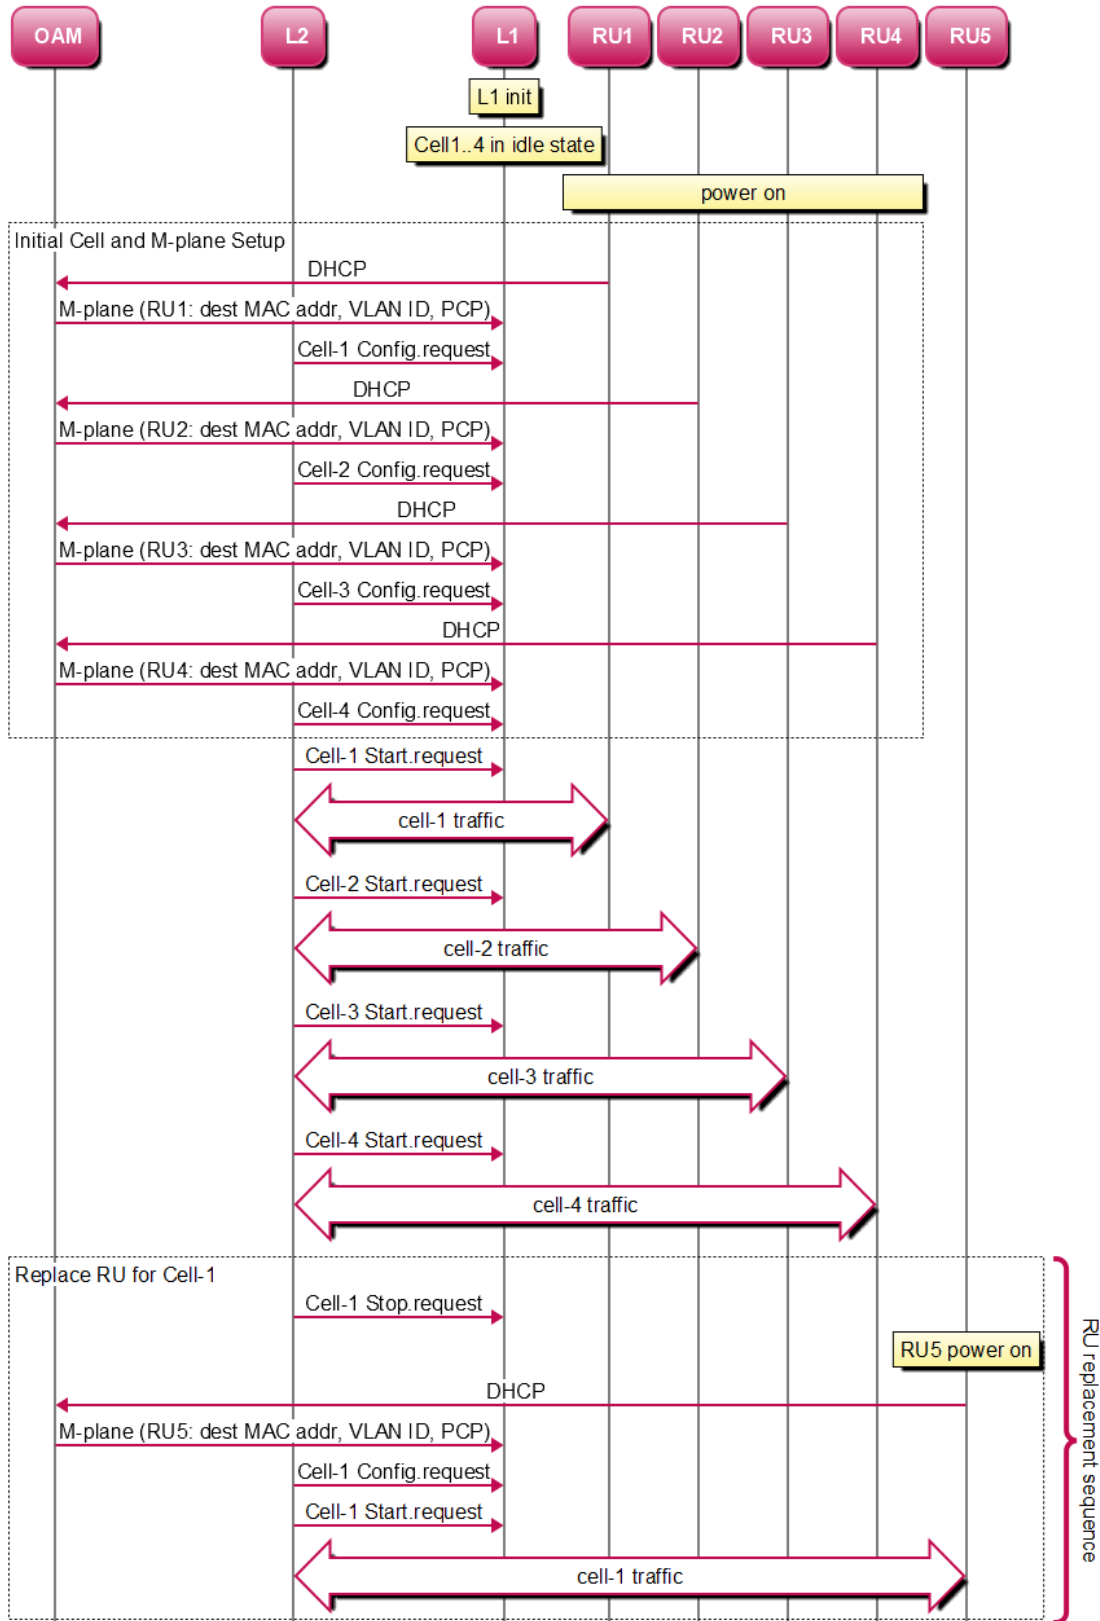 OAM L2 L1 RU1 RU2 RU3 RU4 RU5
L1 init
Cell1..4 in idle state
power on
Initial Cell and M-plane Setup
DHCP
M-plane (RU1: dest MAC addr, VLAN ID, PCP)
Cell-1 Config.request
DHCP
M-plane (RU2: dest MAC addr, VLAN ID, PCP)
Cell-2 Config.request
DHCP
M-plane (RU3: dest MAC addr, VLAN ID, PCP)
Cell-3 Config.request
DHCP
M-plane (RU4: dest MAC addr, VLAN ID, PCP)
Cell-4 Config.request
Cell-1 Start.request
cell-1 traffic
Cell-2 Start.request
cell-2 traffic
Cell-3 Start.request
cell-3 traffic
Cell-4 Start.request
cell-4 traffic
Replace RU for Cell-1
Cell-1 Stop.request
RU5 power on
DHCP
M-plane (RU5: dest MAC addr, VLAN ID, PCP)
Cell-1 Config.request
Cell-1 Start.request
cell-1 traffic
RU replacement sequence